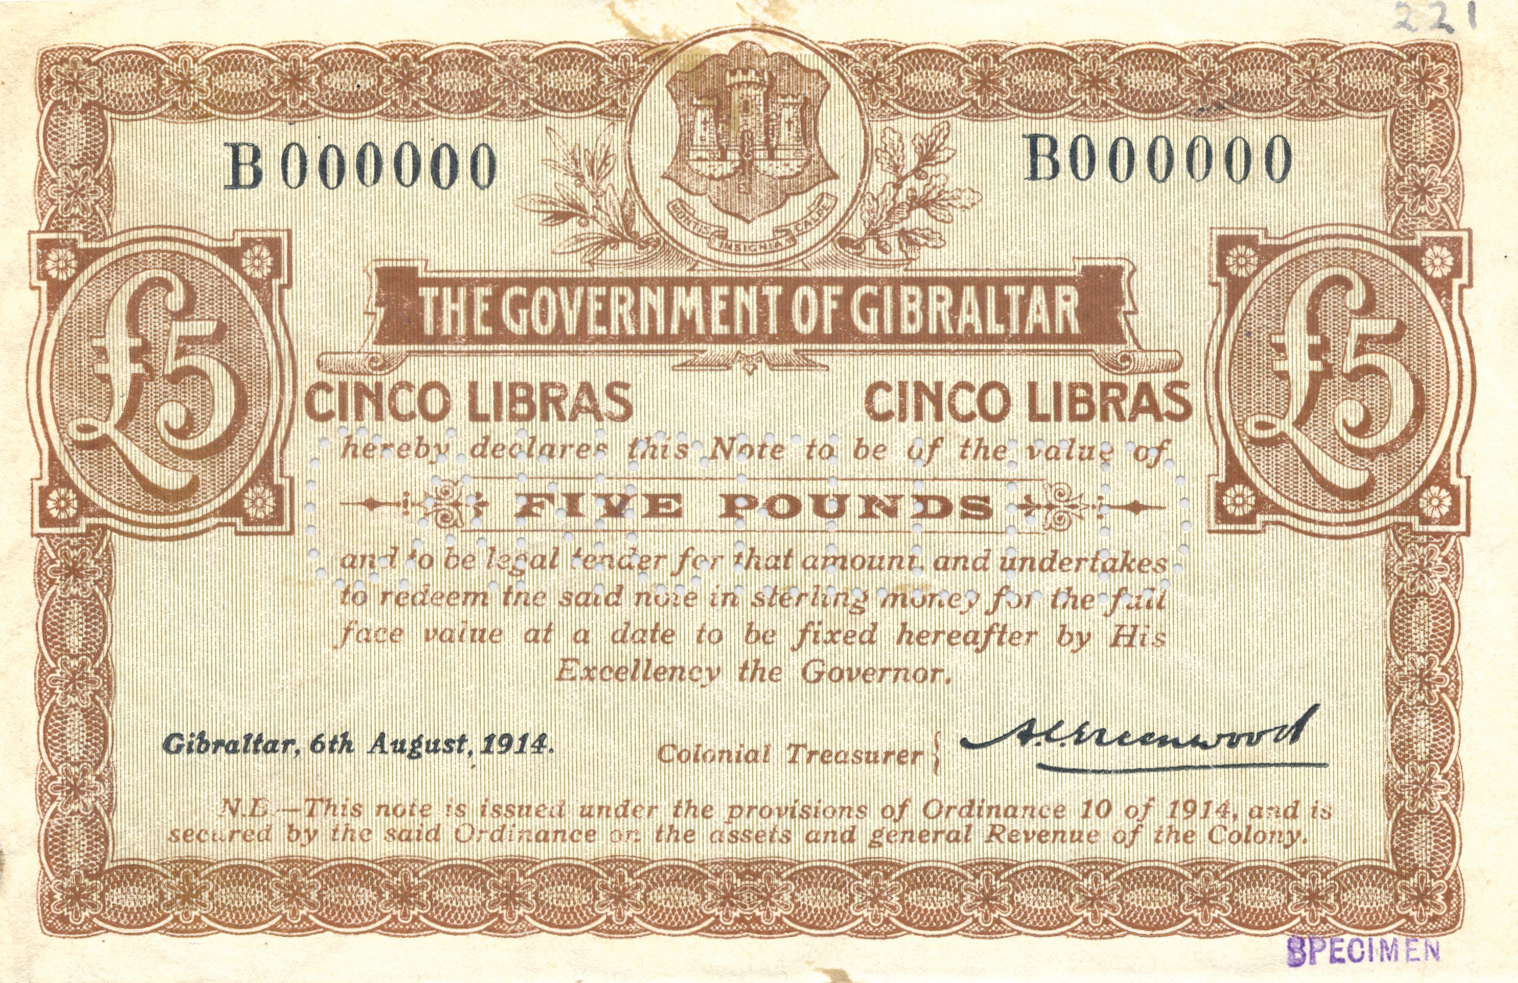 221
B000000 B000000
INSIGNIA CALPE
THE GOVERNMENT OF GIBRALTAR
£5 £5
CINCO LIBRAS CINCO LIBRAS
hereby declares this Note to be of the value of
FIVE POUNDS
and to be legal tender for that amount, and undertakes
to redeem the said note in sterling money for the full
face value at a date to be fixed hereafter by His
Excellency the Governor.
Gibraltar, 6th August, 1914.
Colonial Treasurer { A.C. Greenwood
N.B.—This note is issued under the provisions of Ordinance 10 of 1914, and is
secured by the said Ordinance on the assets and general Revenue of the Colony.
SPECIMEN